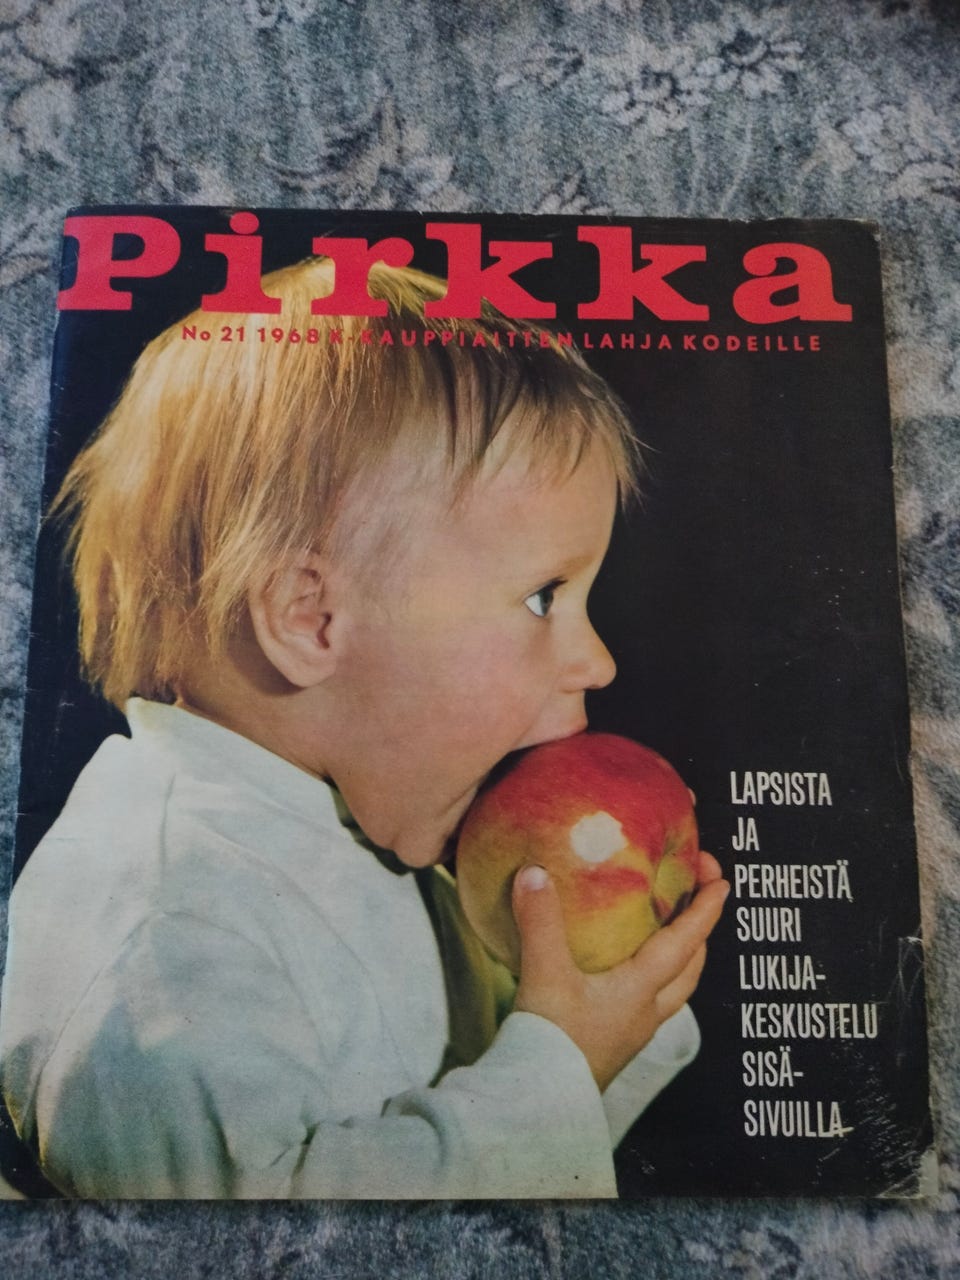 Pirkka
No 21 1968 K-KAUPPIAITTEN LAHJA KODEILLE
LAPSISTA
JA
PERHEISTÄ
SUURI
LUKIJA-
KESKUSTELU
SISÄ-
SIVUILLA